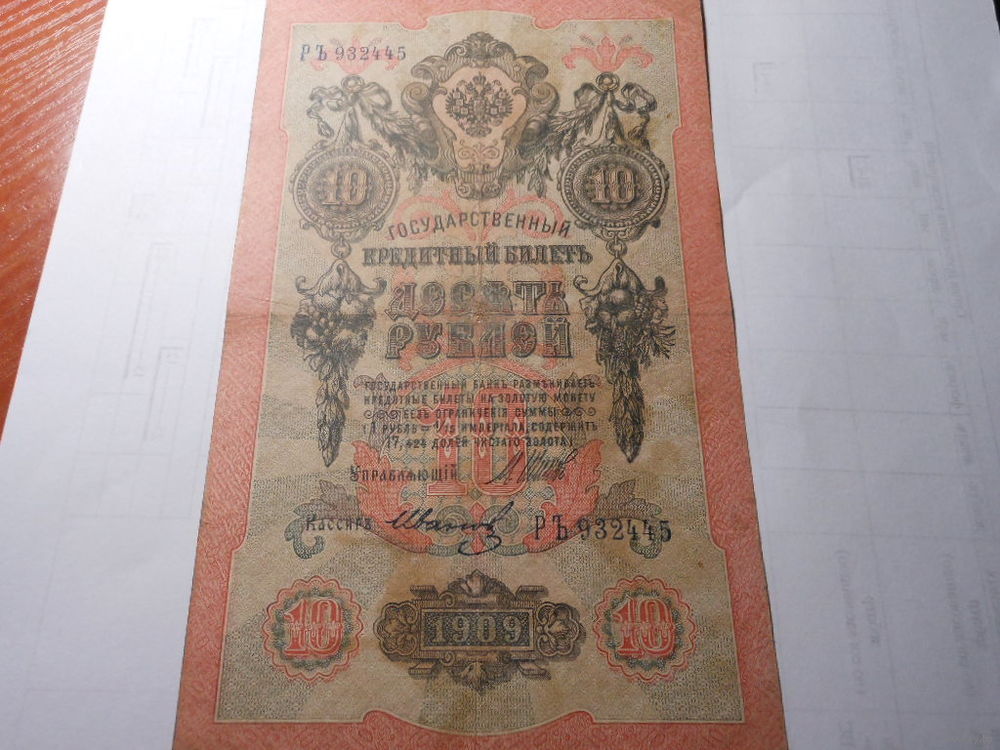 РЪ 932445
10 10
ГОСУДАРСТВЕННЫЙ
КРЕДИТНЫЙ БИЛЕТЪ
ДЕСЯТЬ
РУБЛЕЙ
ГОСУДАРСТВЕННЫЙ БАНКЪ РАЗМѢНИВАЕТЪ
КРЕДИТНЫЕ БИЛЕТЫ НА ЗОЛОТУЮ МОНЕТУ
БЕЗЪ ОГРАНИЧЕНІЯ СУММЫ
(1 РУБЛЬ = 1/15 ИМПЕРІАЛА, СОДЕРЖИТЪ
17,424 ДОЛЕЙ ЧИСТАГО ЗОЛОТА)
10
УПРАВЛЯЮЩІЙ
Кассиръ Ивановъ РЪ 932445
10 1909 10